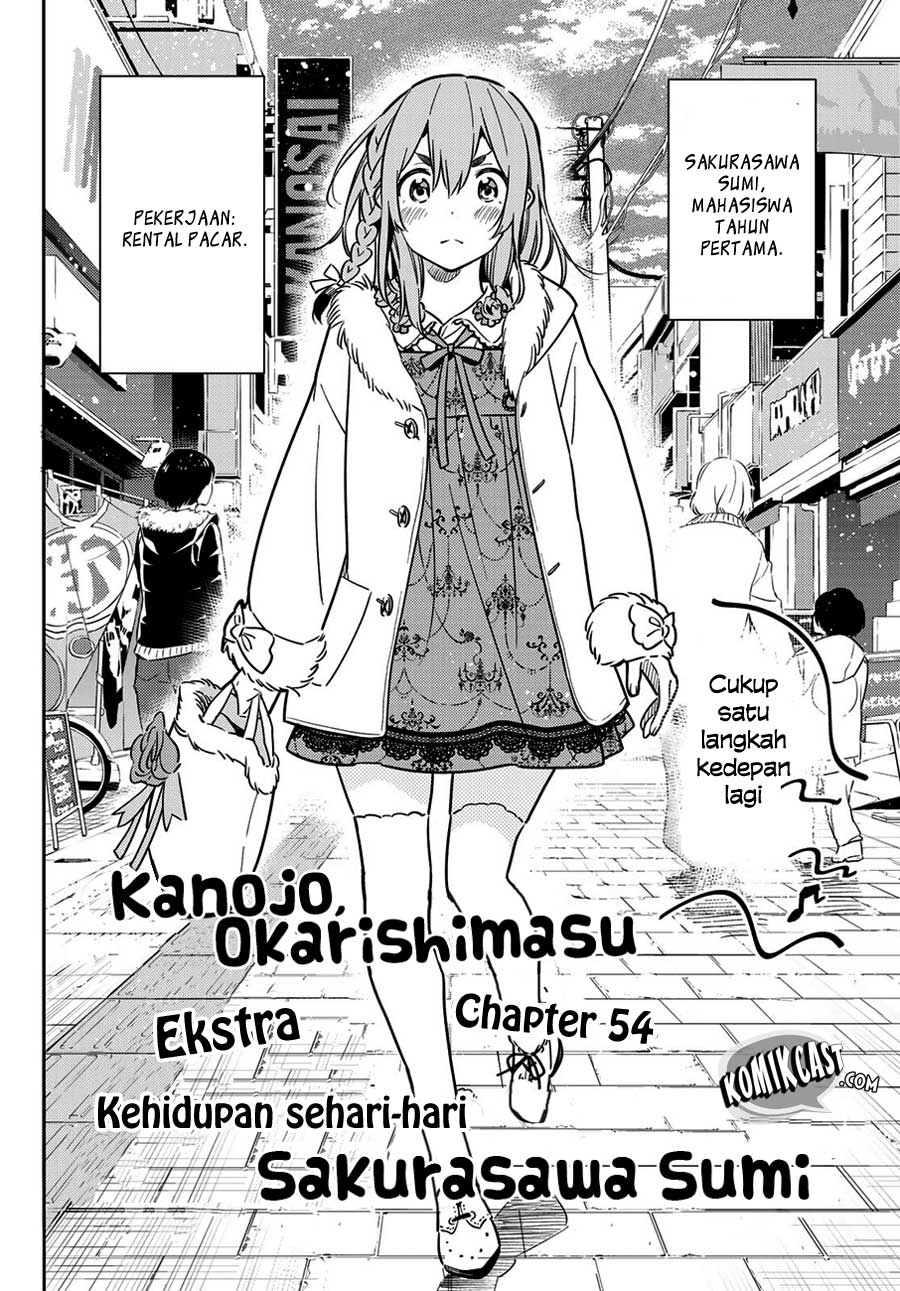 SAKURASAWA
SUMI,
MAHASISWA
TAHUN
PERTAMA.
PEKERJAAN:
RENTAL PACAR.
KANOSAI
Cukup
satu
langkah
kedepan
lagi
Kanojo,
Okarishimasu
Ekstra
Chapter 54
KOMIKCAST.COM
Kehidupan sehari-hari
Sakurasawa Sumi